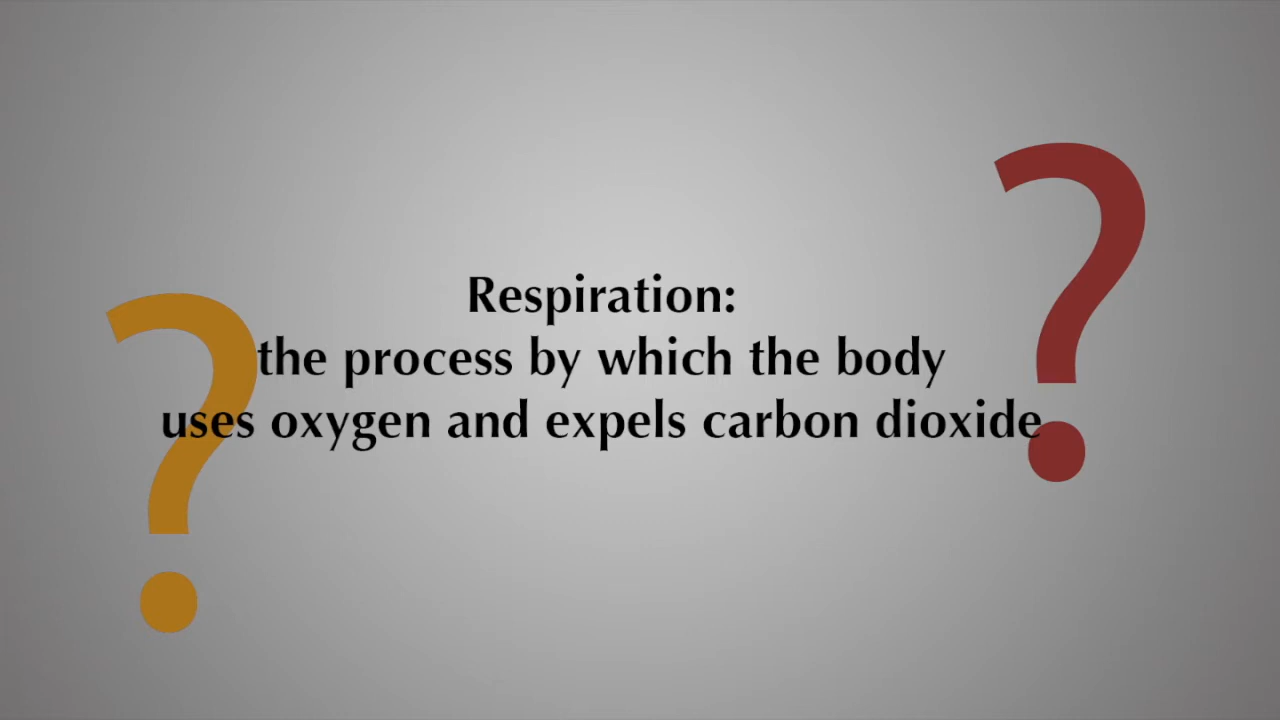 Respiration:
the process by which the body
uses oxygen and expels carbon dioxide
?
?